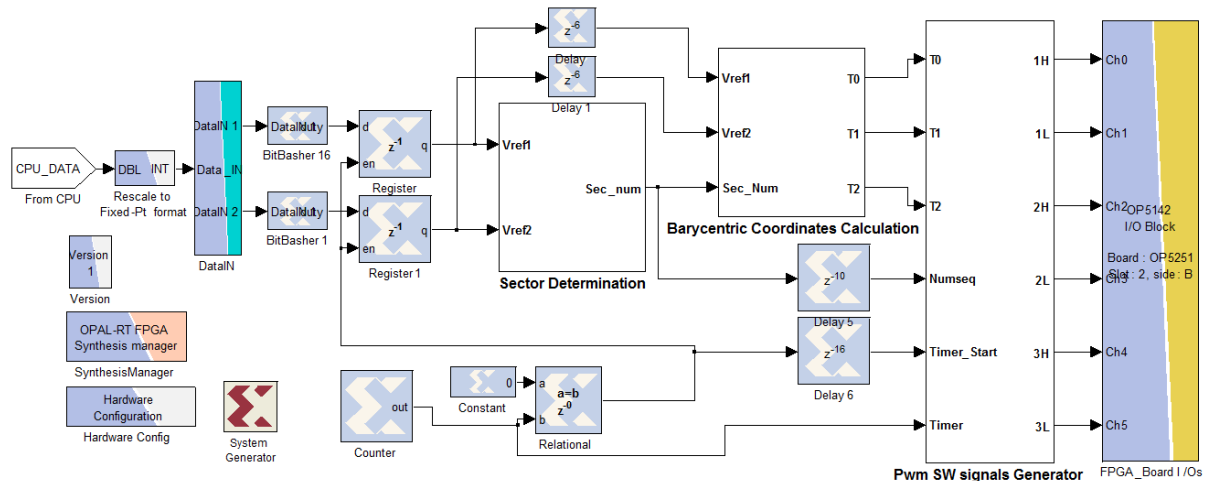 CPU_DATA
From CPU
DBL INT
Rescale to
Fixed-Pt format
DataIN 1
Data _IN
DataIN 2
DataIN
BitBasher 16
BitBasher 1
d
en
q
z-1
Register
d
en
q
z-1
Register 1
z-6
Delay
z-6
Delay 1
Vref1
Vref2
Sec_num
Sector Determination
Vref1
Vref2
Sec_Num
T0
T1
T2
Barycentric Coordinates Calculation
z-10
Delay 5
z-16
Delay 6
T0
T1
T2
Numseq
Timer_Start
Timer
1H
1L
2H
2L
3H
3L
Pwm SW signals Generator
Ch0
Ch1
Ch2
Ch3
Ch4
Ch5
OP5142
I/O Block
Board : OP5251
Slot : 2, side : B
FPGA_Board I /Os
Version
1
Version
OPAL-RT FPGA
Synthesis manager
SynthesisManager
Hardware
Configuration
Hardware Config
System
Generator
out
Counter
0
Constant
a
b
a=b
z-0
Relational